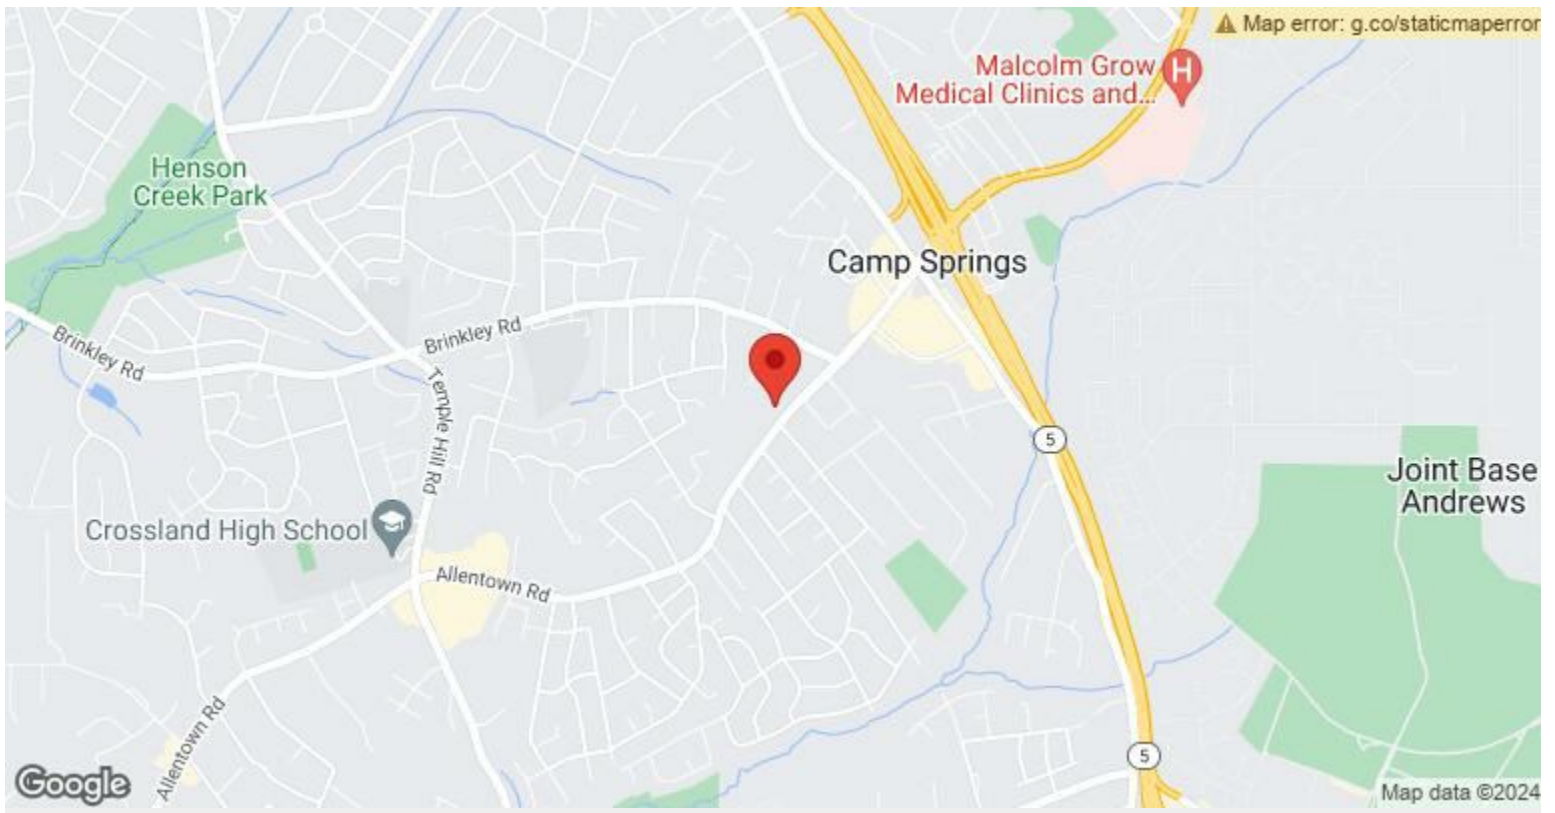 Map error: g.co/staticmaperror
Malcolm Grow
Medical Clinics and...
H
Henson
Creek Park
Camp Springs
Brinkley Rd
Brinkley Rd
Temple Hill Rd
5
Joint Base
Andrews
Crossland High School
Allentown Rd
Allentown Rd
5
Google
Map data ©2024